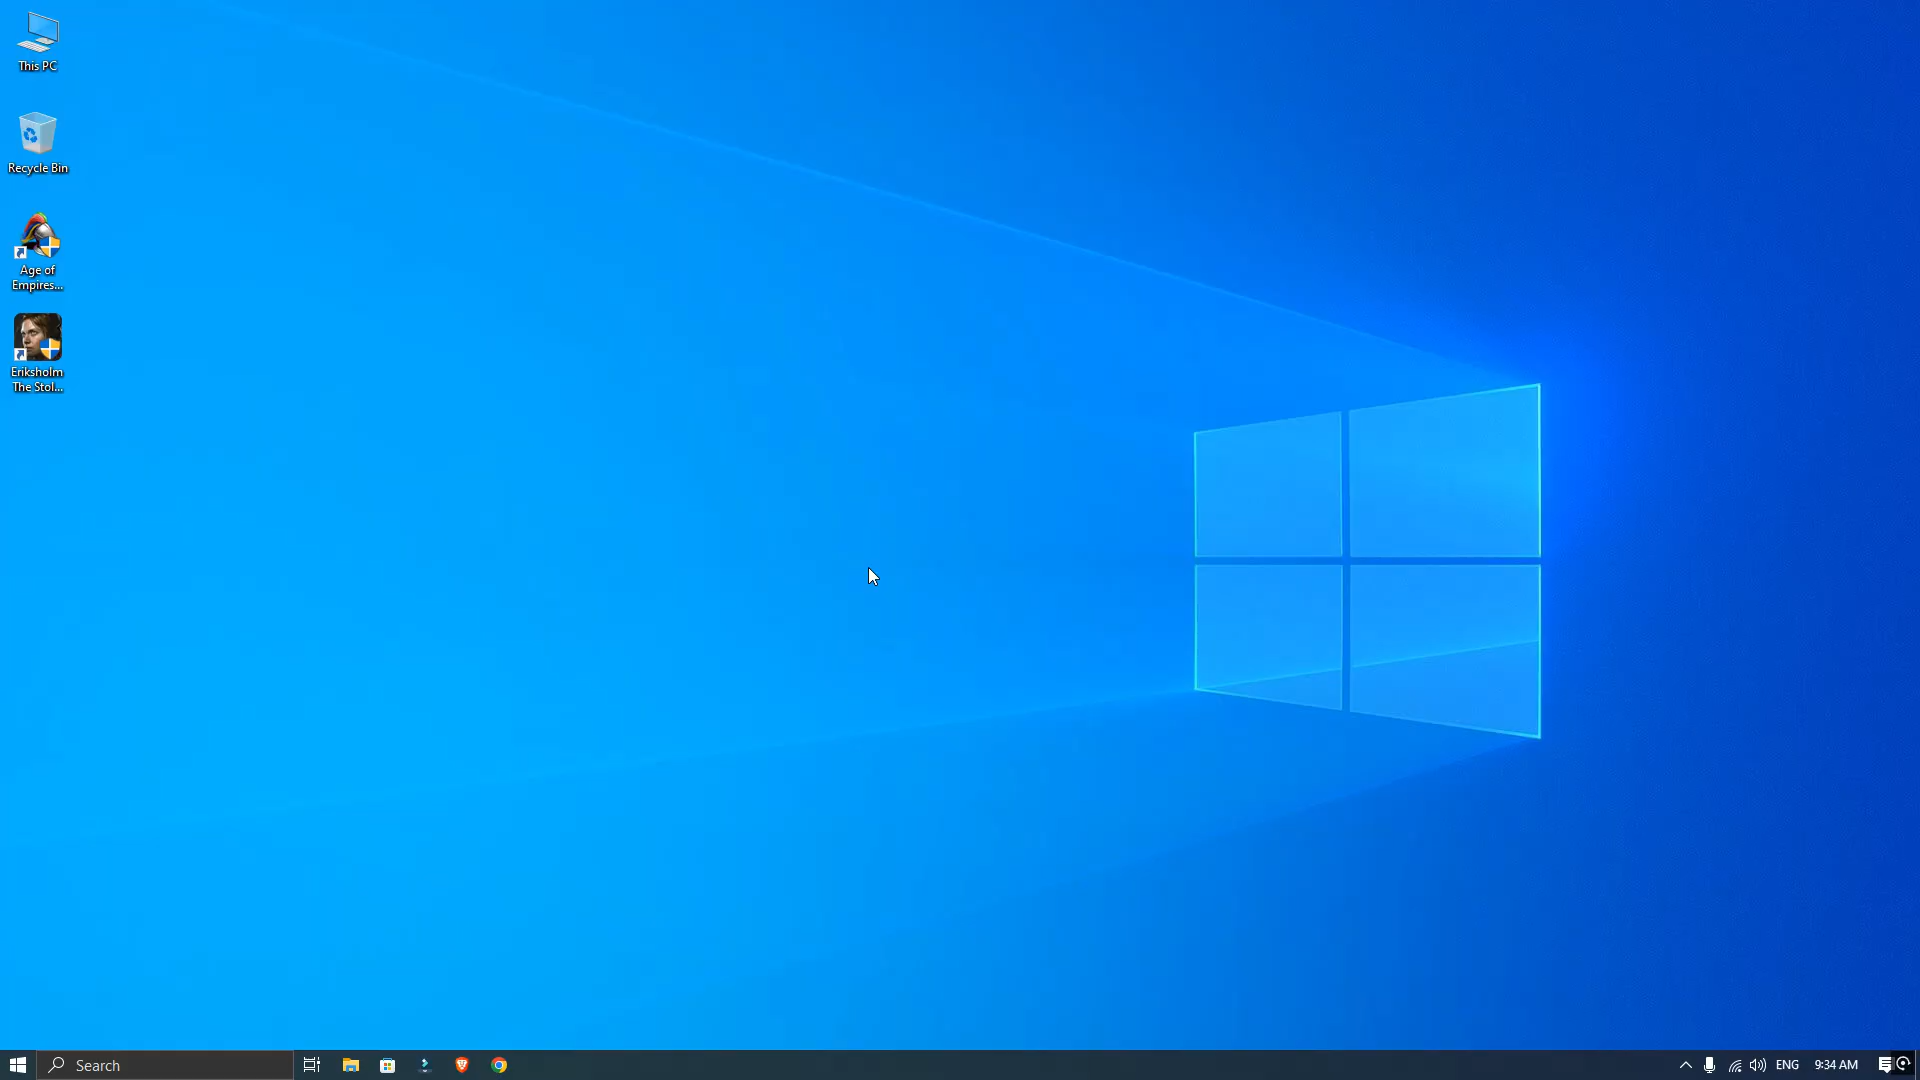 This PC
Recycle Bin
Age of
Empires...
Eriksholm
The Stol...
Search
ENG
9:34 AM